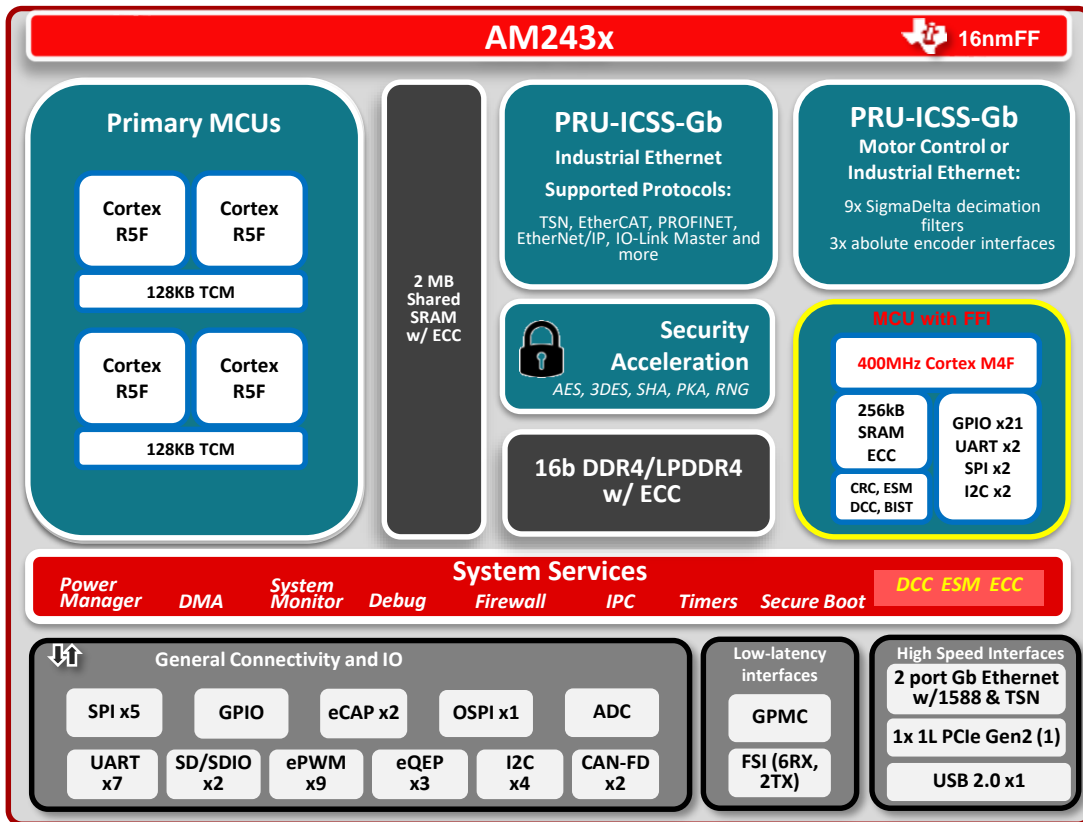 AM243x
16nmFF
Primary MCUs
Cortex
R5F
Cortex
R5F
128KB TCM
Cortex
R5F
Cortex
R5F
128KB TCM
2 MB
Shared
SRAM
w/ ECC
PRU-ICSS-Gb
Industrial Ethernet
Supported Protocols:
TSN, EtherCAT, PROFINET,
EtherNet/IP, IO-Link Master and
more
PRU-ICSS-Gb
Motor Control or
Industrial Ethernet:
9x SigmaDelta decimation
filters
3x abolute encoder interfaces
Security
Acceleration
AES, 3DES, SHA, PKA, RNG
16b DDR4/LPDDR4
w/ ECC
MCU with FFI
400MHz Cortex M4F
256kB
SRAM
ECC
CRC, ESM
DCC, BIST
GPIO x21
UART x2
SPI x2
I2C x2
System Services
Power
Manager
DMA
System
Monitor
Debug
Firewall
IPC
Timers
Secure Boot
DCC ESM ECC
General Connectivity and IO
SPI x5
GPIO
eCAP x2
OSPI x1
ADC
UART
x7
SD/SDIO
x2
ePWM
x9
eQEP
x3
I2C
x4
CAN-FD
x2
Low-latency
interfaces
GPMC
FSI (6RX,
2TX)
High Speed Interfaces
2 port Gb Ethernet
w/1588 & TSN
1x 1L PCIe Gen2 (1)
USB 2.0 x1